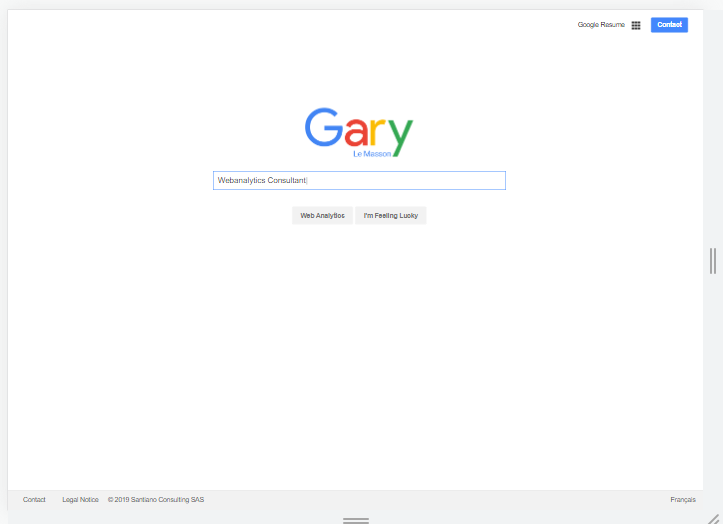 Google Resume Contact
Gary
Le Masson
Webanalytics Consultant
Web Analytics I'm Feeling Lucky
Contact Legal Notice © 2019 Santiano Consulting SAS Français